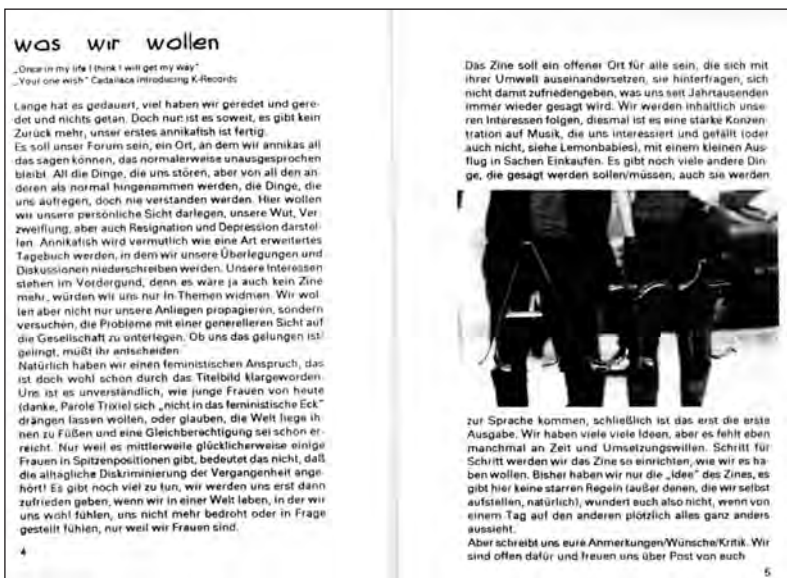 was wir wollen
„Once in my life I think I will get my way"
„Your one wish" Cadallaca introducing K-Records
Lange hat es gedauert, viel haben wir geredet und gere-
det und nichts getan. Doch nun ist es soweit, es gibt kein
Zurück mehr, unser erstes annikafish ist fertig.
Es soll unser Forum sein, ein Ort, an dem wir annikas all
das sagen können, das normalerweise unausgesprochen
bleibt. All die Dinge, die uns stören, aber von all den an-
deren als normal hingenommen werden, die Dinge, die
uns aufregen, doch nie verstanden werden. Hier wollen
wir unsere persönliche Sicht darlegen, unsere Wut, Ver-
zweiflung, aber auch Resignation und Depression darstel-
len. Annikafish wird vermutlich wie eine Art erweitertes
Tagebuch werden, in dem wir unsere Überlegungen und
Diskussionen niederschreiben werden. Unsere Interessen
stehen im Vordergund, denn es wäre ja auch kein Zine
mehr, würden wir uns nur In-Themen widmen. Wir wol-
len aber nicht nur unsere Anliegen propagieren, sondern
versuchen, die Probleme mit einer generelleren Sicht auf
die Gesellschaft zu unterlegen. Ob uns das gelungen ist/
gelingt, müßt ihr entscheiden.
Natürlich haben wir einen feministischen Anspruch, das
ist doch wohl schon durch das Titelbild klargeworden.
Uns ist es unverständlich, wie junge Frauen von heute
(danke, Parole Trixie) sich „nicht in das feministische Eck"
drängen lassen wollen, oder glauben, die Welt liege ih-
nen zu Füßen und eine Gleichberechtigung sei schon er-
reicht. Nur weil es mittlerweile glücklicherweise einige
Frauen in Spitzenpositionen gibt, bedeutet das nicht, daß
die alltägliche Diskriminierung der Vergangenheit ange-
hört! Es gibt noch viel zu tun, wir werden uns erst dann
zufrieden geben, wenn wir in einer Welt leben, in der wir
uns wohl fühlen, uns nicht mehr bedroht oder in Frage
gestellt fühlen, nur weil wir Frauen sind.
4
Das Zine soll ein offener Ort für alle sein, die sich mit
ihrer Umwelt auseinandersetzen, sie hinterfragen, sich
nicht damit zufriedengeben, was uns seit Jahrtausenden
immer wieder gesagt wird. Wir werden inhaltlich unse-
ren Interessen folgen, diesmal ist es eine starke Konzen-
tration auf Musik, die uns interessiert und gefällt (oder
auch nicht, siehe Lemonbabies), mit einem kleinen Aus-
flug in Sachen Einkaufen. Es gibt noch viele andere Din-
ge, die gesagt werden sollen/müssen, auch sie werden
zur Sprache kommen, schließlich ist das erst die erste
Ausgabe. Wir haben viele viele Ideen, aber es fehlt eben
manchmal an Zeit und Umsetzungswillen. Schritt für
Schritt werden wir das Zine so einrichten, wie wir es ha-
ben wollen. Bisher haben wir nur die „Idee" des Zines, es
gibt hier keine starren Regeln (außer denen, die wir selbst
aufstellen, natürlich), wundert euch also nicht, wenn von
einem Tag auf den anderen plötzlich alles ganz anders
aussieht.
Aber schreibt uns eure Anmerkungen/Wünsche/Kritik. Wir
sind offen dafür und freuen uns über Post von euch
5